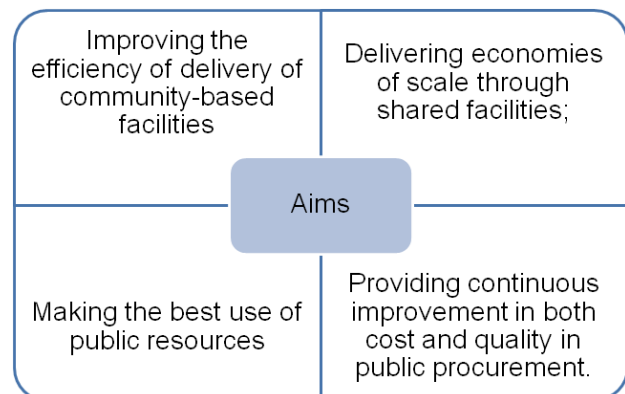 Improving the
efficiency of delivery of
community-based
facilities
Delivering economies
of scale through
shared facilities;
Aims
Making the best use of
public resources
Providing continuous
improvement in both
cost and quality in
public procurement.